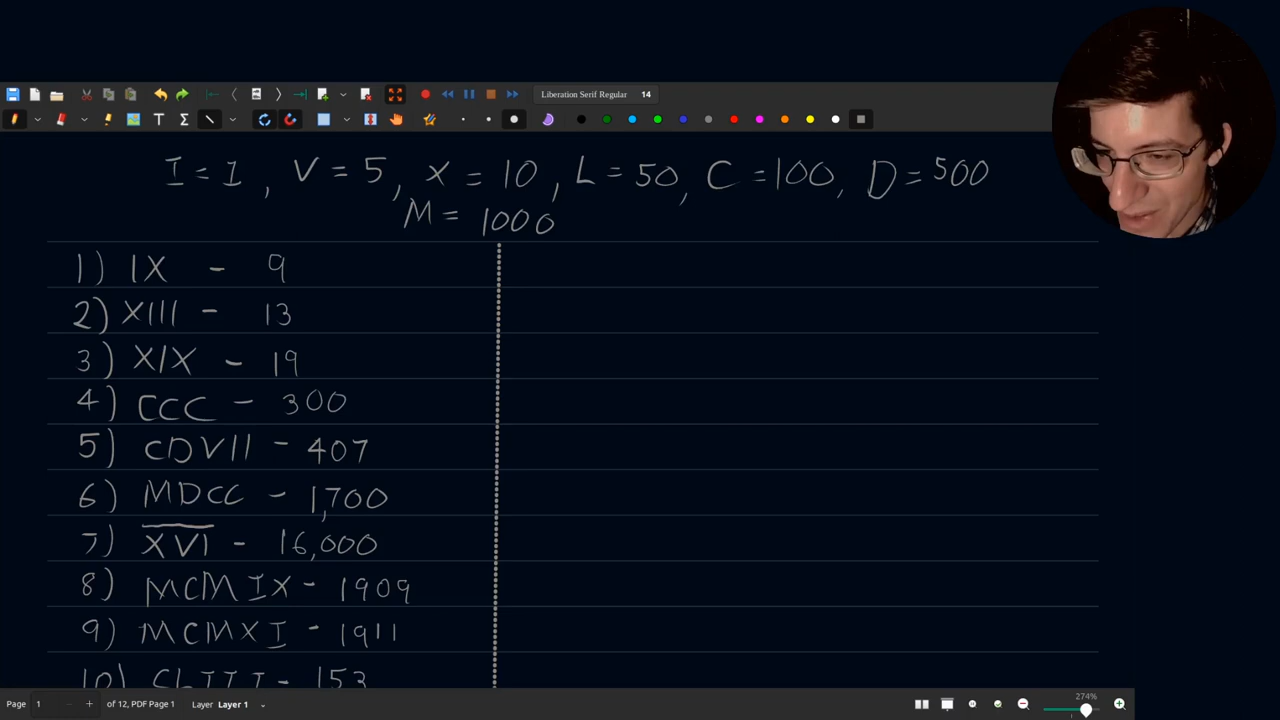 Liberation Serif Regular 14
I = I , V = 5 , X = 10 , L = 50 , C = 100 , D = 500
M = 1000
1) IX - 9
2) XIII - 13
3) XIX - 19
4) CCC - 300
5) CDVII - 407
6) MDCC - 1,700
7) X̅V̅I̅ - 16,000
8) MCMIX - 1909
9) MCMXI - 1911
10) CLIII - 153
274%
Page 1 of 12, PDF Page 1 Layer Layer 1